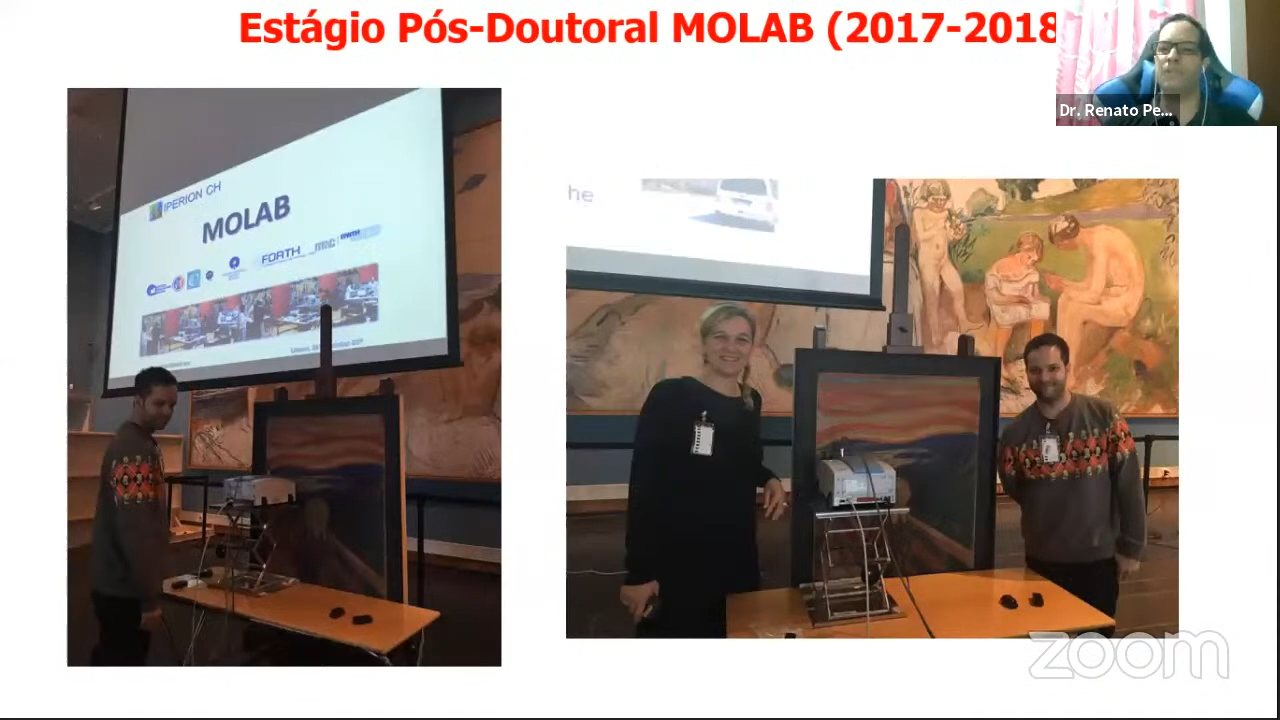 Estágio Pós-Doutoral MOLAB (2017-2018
Dr. Renato Pe...
IPERION CH
MOLAB
FORTH
he
zoom